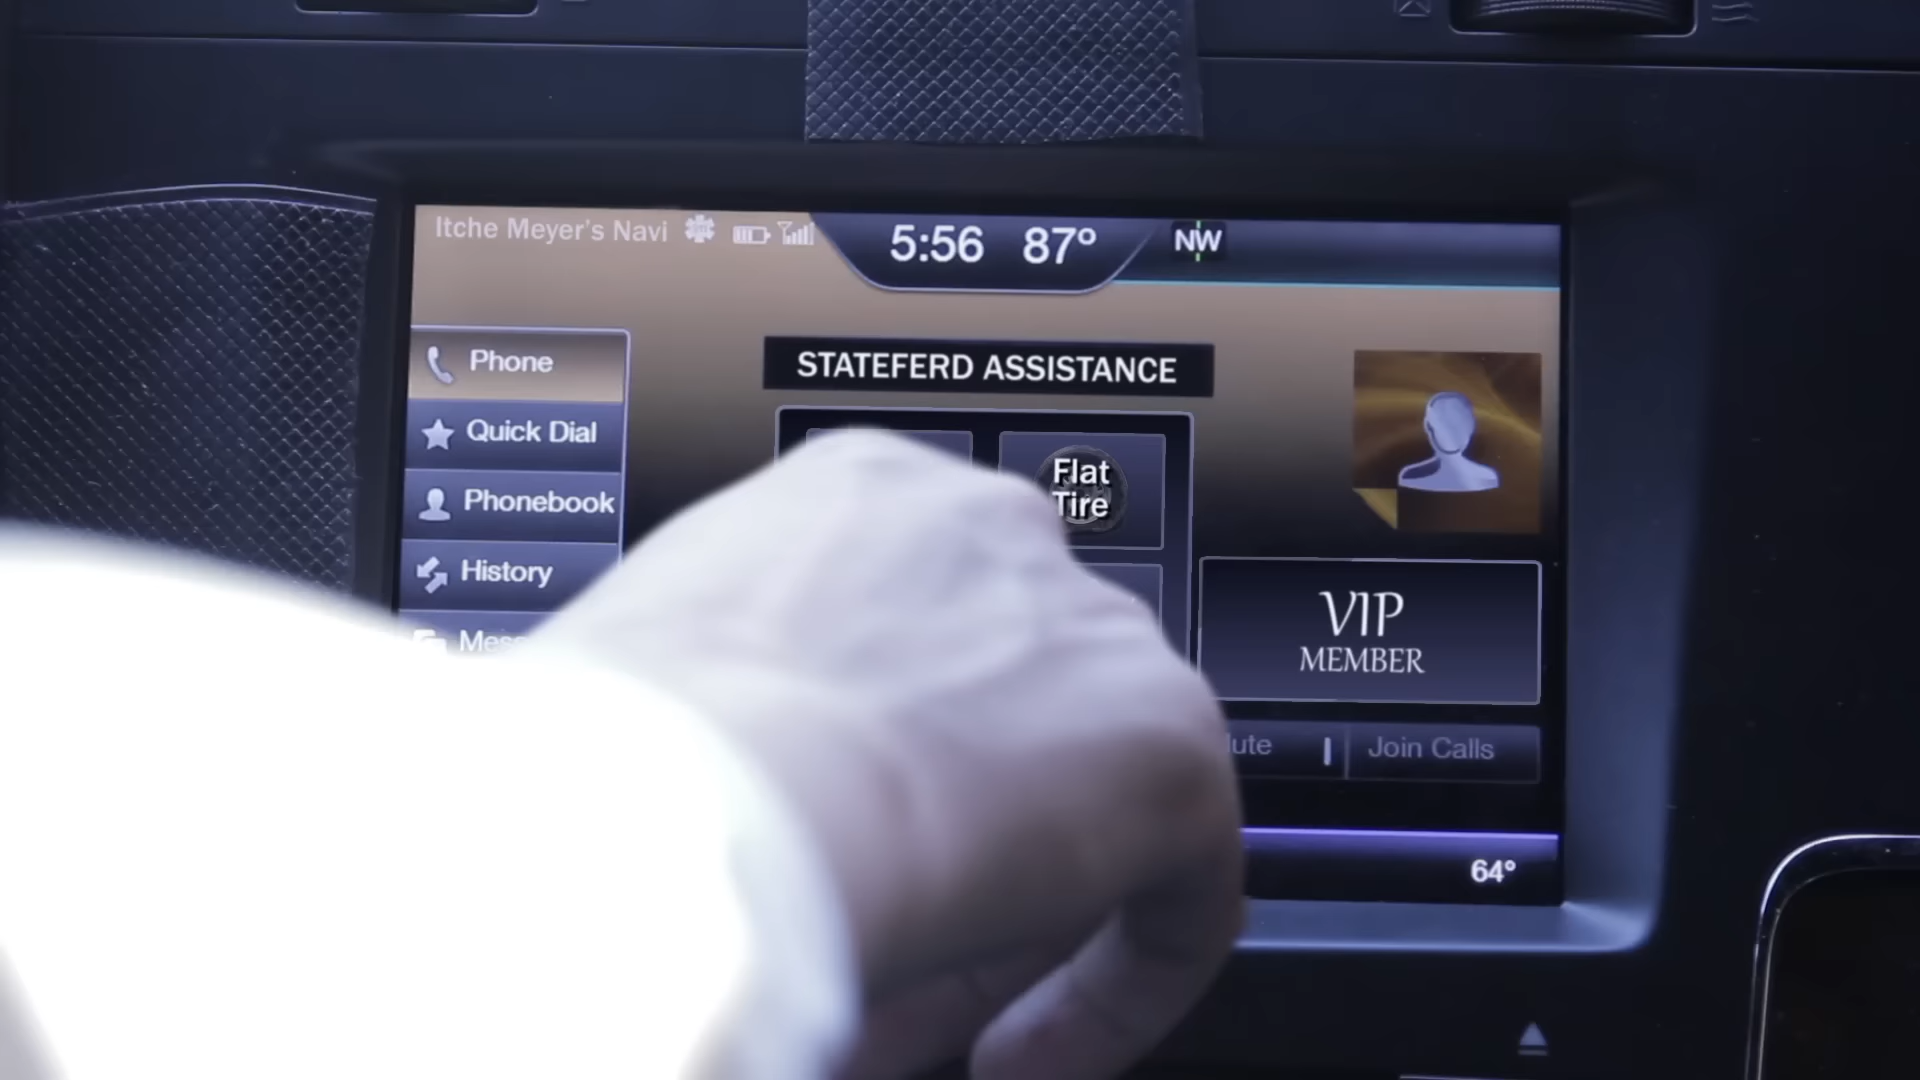 Itche Meyer's Navi
5:56 87°
NW
Phone
Quick Dial
Phonebook
History
STATEFERD ASSISTANCE
Flat
Tire
VIP
MEMBER
Join Calls
64°